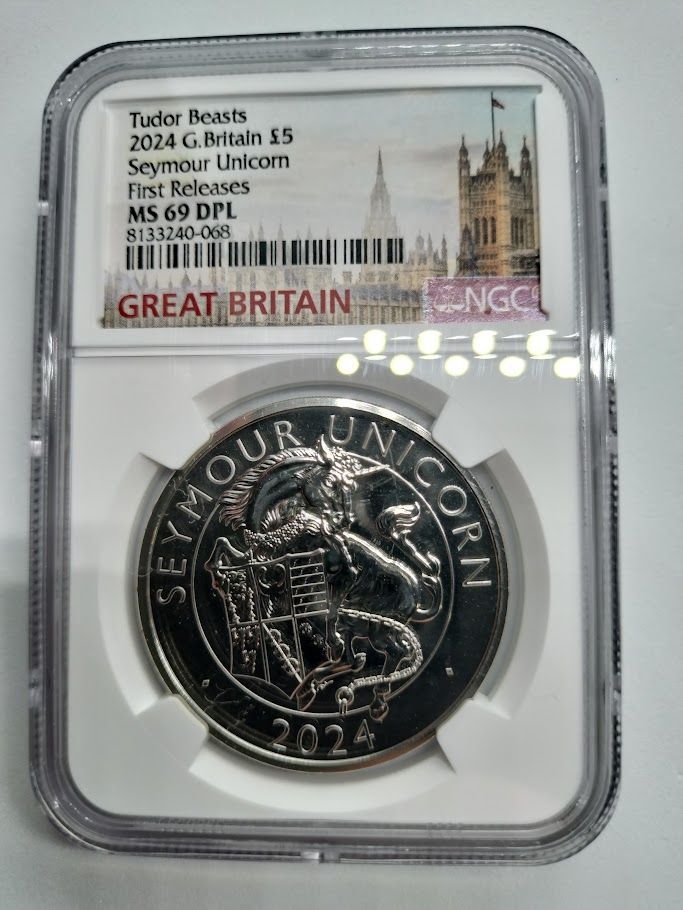 Tudor Beasts
2024 G.Britain £5
Seymour Unicorn
First Releases
MS 69 DPL
8133240-068
GREAT BRITAIN
NGC
SEYMOUR UNICORN
2024